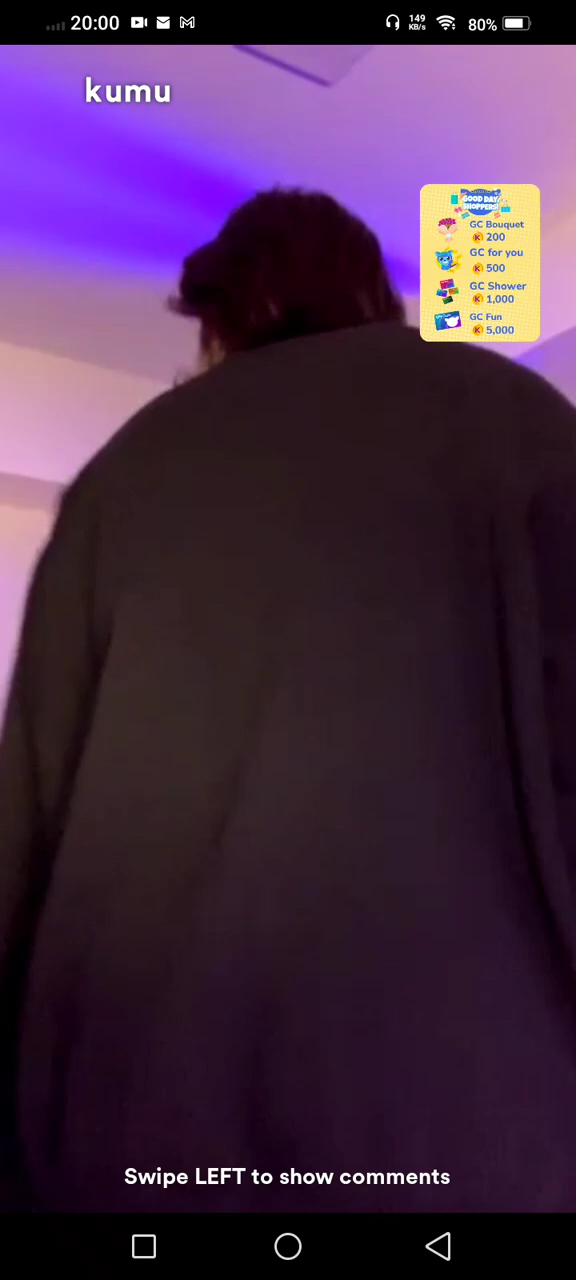 20:00
149
KB/s
80%
kumu
GOOD DAY
SHOPPERS!
GC Bouquet
K 200
GC for you
K 500
GC Shower
K 1,000
GC Fun
K 5,000
Swipe LEFT to show comments